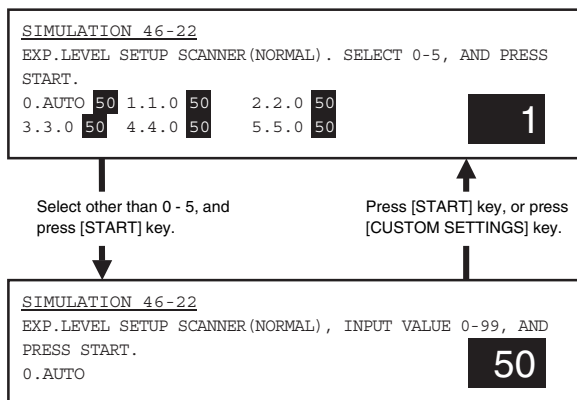 SIMULATION 46-22
EXP.LEVEL SETUP SCANNER(NORMAL). SELECT 0-5, AND PRESS
START.
0.AUTO 50 1.1.0 50 2.2.0 50
3.3.0 50 4.4.0 50 5.5.0 50
1
Select other than 0 - 5, and
press [START] key.
Press [START] key, or press
[CUSTOM SETTINGS] key.
SIMULATION 46-22
EXP.LEVEL SETUP SCANNER(NORMAL), INPUT VALUE 0-99, AND
PRESS START.
0.AUTO
50